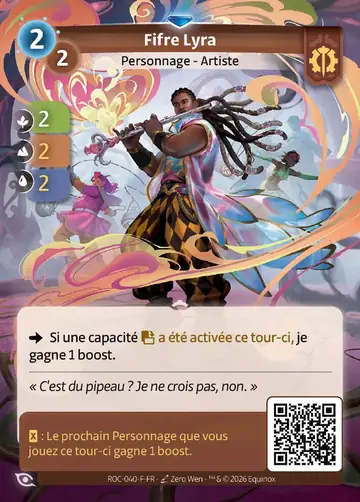 2
2
Fifre Lyra
Personnage - Artiste
2
2
2
Si une capacité a été activée ce tour-ci, je
gagne 1 boost.
« C'est du pipeau ? Je ne crois pas, non. »
X : Le prochain Personnage que vous
jouez ce tour-ci gagne 1 boost.
ROC-040-F-FR - Zero Wen - ™ & © 2026 Equinox